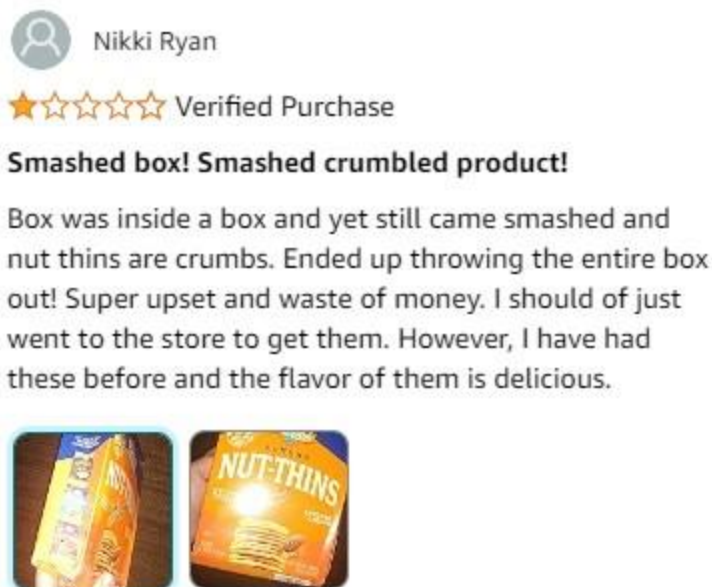 Nikki Ryan
Verified Purchase
Smashed box! Smashed crumbled product!
Box was inside a box and yet still came smashed and
nut thins are crumbs. Ended up throwing the entire box
out! Super upset and waste of money. I should of just
went to the store to get them. However, I have had
these before and the flavor of them is delicious.
NUT-THINS